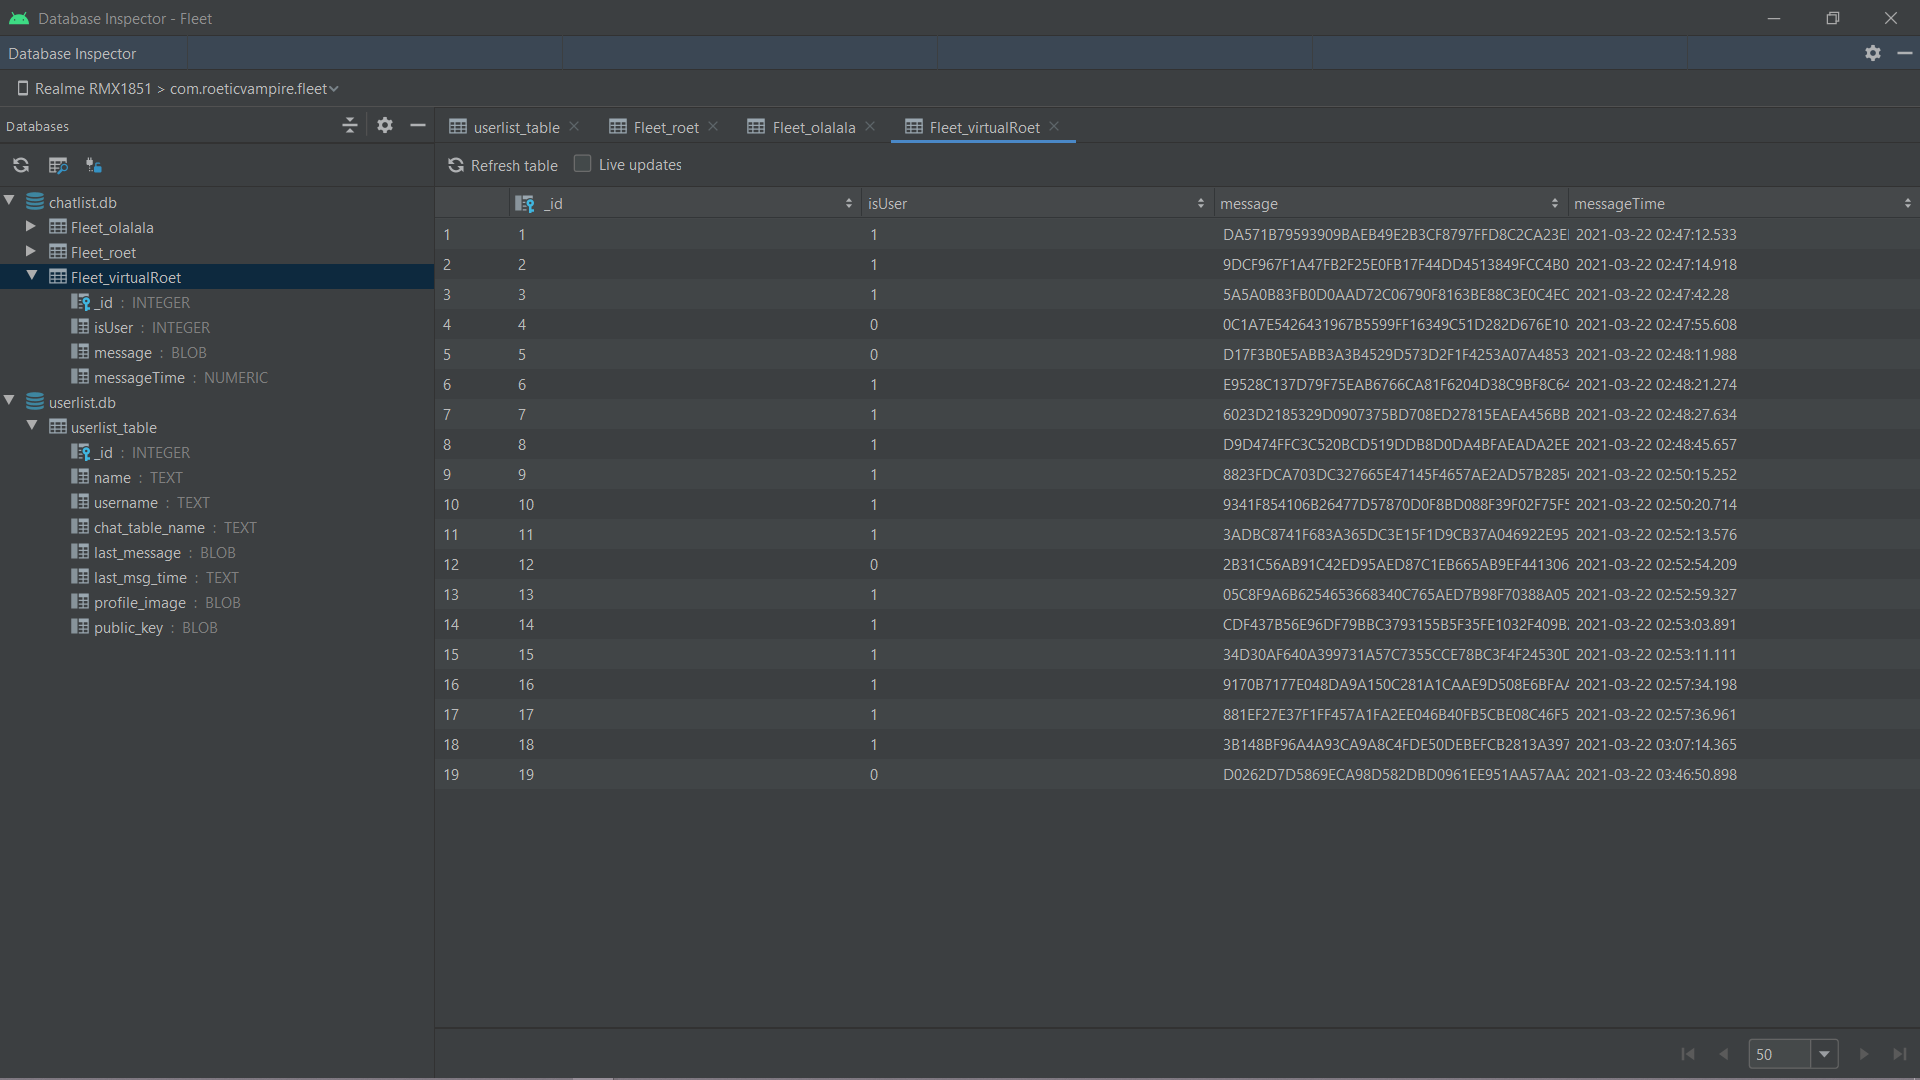 Database Inspector - Fleet
Database Inspector
Realme RMX1851 > com.roeticvampire.fleet
Databases
userlist_table
Fleet_roet
Fleet_olalala
Fleet_virtualRoet
Refresh table
Live updates
chatlist.db
Fleet_olalala
Fleet_roet
Fleet_virtualRoet
_id : INTEGER
isUser : INTEGER
message : BLOB
messageTime : NUMERIC
userlist.db
userlist_table
_id : INTEGER
name : TEXT
username : TEXT
chat_table_name : TEXT
last_message : BLOB
last_msg_time : TEXT
profile_image : BLOB
public_key : BLOB
_id isUser message messageTime
1 1 1 DA571B79593909BAEB49E2B3CF8797FFD8C2CA23E 2021-03-22 02:47:12.533
2 2 1 9DCF967F1A47FB2F25E0FB17F44DD4513849FCC4B0 2021-03-22 02:47:14.918
3 3 1 5A5A0B83FB0D0AAD72C06790F8163BE88C3E0C4EC 2021-03-22 02:47:42.28
4 4 0 0C1A7E5426431967B5599FF16349C51D282D676E10 2021-03-22 02:47:55.608
5 5 0 D17F3B0E5ABB3A3B4529D573D2F1F4253A07A4853 2021-03-22 02:48:11.988
6 6 1 E9528C137D79F75EAB6766CA81F6204D38C9BF8C64 2021-03-22 02:48:21.274
7 7 1 6023D2185329D0907375BD708ED27815EAEA456BB 2021-03-22 02:48:27.634
8 8 1 D9D474FFC3C520BCD519DDB8D0DA4BFAEADA2EE 2021-03-22 02:48:45.657
9 9 1 8823FDCA703DC327665E47145F4657AE2AD57B285 2021-03-22 02:50:15.252
10 10 1 9341F854106B26477D57870D0F8BD088F39F02F75F5 2021-03-22 02:50:20.714
11 11 1 3ADBC8741F683A365DC3E15F1D9CB37A046922E95 2021-03-22 02:52:13.576
12 12 0 2B31C56AB91C42ED95AED87C1EB665AB9EF441306 2021-03-22 02:52:54.209
13 13 1 05C8F9A6B6254653668340C765AED7B98F70388A05 2021-03-22 02:52:59.327
14 14 1 CDF437B56E96DF79BBC3793155B5F35FE1032F409B 2021-03-22 02:53:03.891
15 15 1 34D30AF640A399731A57C7355CCE78BC3F4F24530D 2021-03-22 02:53:11.111
16 16 1 9170B7177E048DA9A150C281A1CAAE9D508E6BFAA 2021-03-22 02:57:34.198
17 17 1 881EF27E37F1FF457A1FA2EE046B40FB5CBE08C46F5 2021-03-22 02:57:36.961
18 18 1 3B148BF96A4A93CA9A8C4FDE50DEBEFCB2813A397 2021-03-22 03:07:14.365
19 19 0 D0262D7D5869ECA98D582DBD0961EE951AA57AA2 2021-03-22 03:46:50.898
50